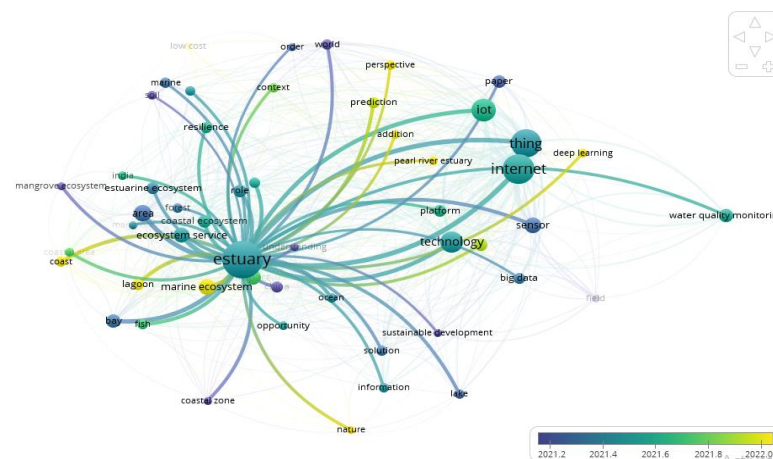 low cost
order
world
perspective
marine
soil
context
paper
prediction
iot
resilience
addition
thing
deep learning
pearl river estuary
internet
india
mangrove ecosystem
estuarine ecosystem
role
forest
area
coastal ecosystem
platform
water quality monitorin
sensor
ecosystem service
technology
understanding
estuary
coast
big data
lagoon
marine ecosystem
ocean
field
bay
fish
opportunity
sustainable development
solution
information
lake
coastal zone
nature
2021.2
2021.4
2021.6
2021.8
2022.0